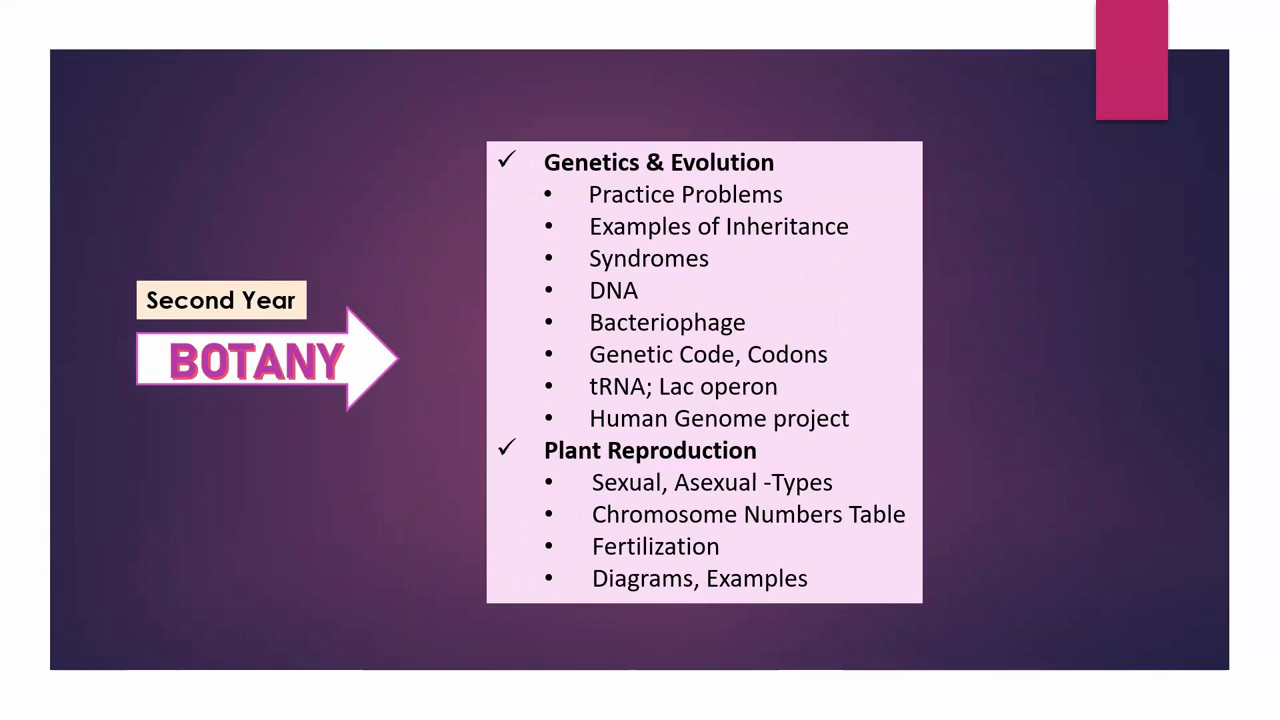 Second Year
BOTANY
✓ Genetics & Evolution
• Practice Problems
• Examples of Inheritance
• Syndromes
• DNA
• Bacteriophage
• Genetic Code, Codons
• tRNA; Lac operon
• Human Genome project
✓ Plant Reproduction
• Sexual, Asexual -Types
• Chromosome Numbers Table
• Fertilization
• Diagrams, Examples